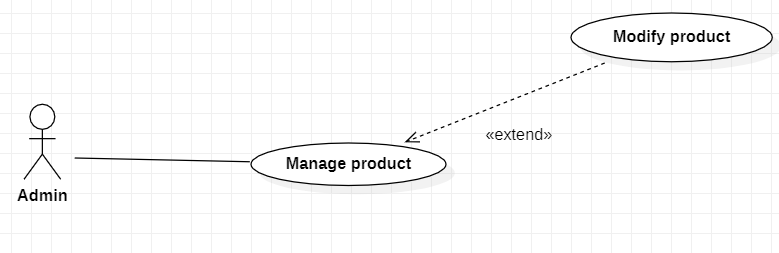 Modify product
«extend»
Manage product
Admin